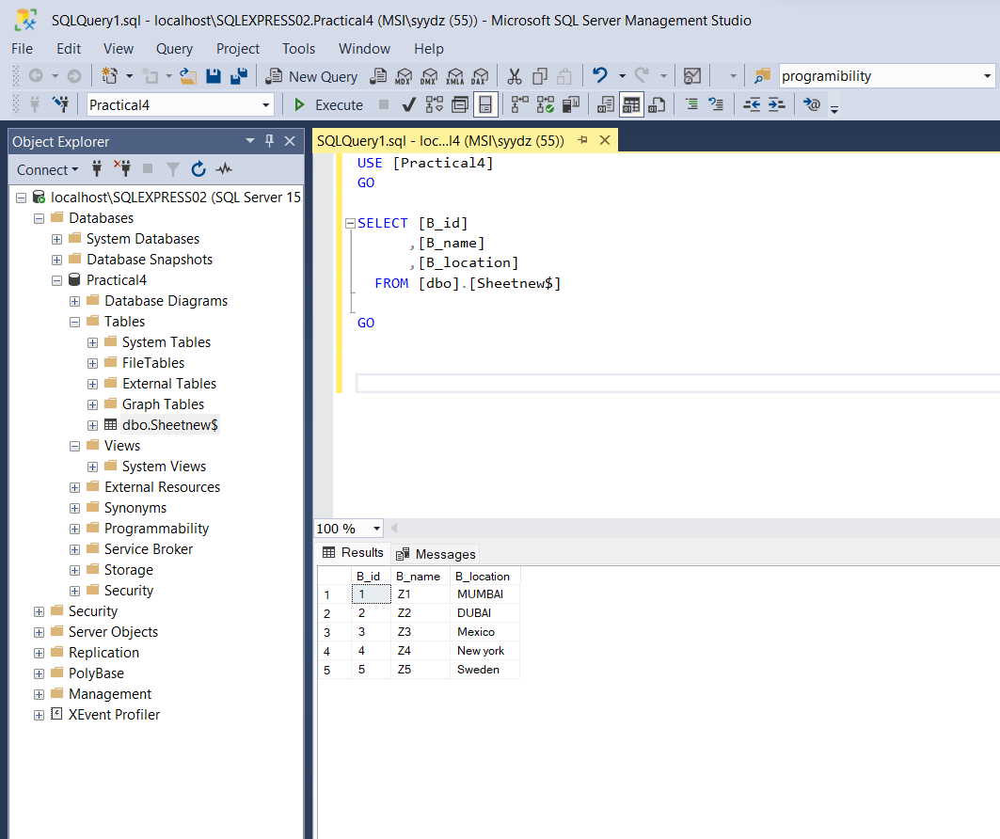 SQLQuery1.sql - localhost\SQLEXPRESS02.Practical4 (MSI\syydz (55)) - Microsoft SQL Server Management Studio
File Edit View Query Project Tools Window Help
New Query MDX DMX XMLA DAX programibility
Practical4 Execute
Object Explorer
Connect
localhost\SQLEXPRESS02 (SQL Server 15
Databases
System Databases
Database Snapshots
Practical4
Database Diagrams
Tables
System Tables
FileTables
External Tables
Graph Tables
dbo.Sheetnew$
Views
System Views
External Resources
Synonyms
Programmability
Service Broker
Storage
Security
Security
Server Objects
Replication
PolyBase
Management
XEvent Profiler
SQLQuery1.sql - loc...l4 (MSI\syydz (55))
USE [Practical4]
GO
SELECT [B_id]
,[B_name]
,[B_location]
FROM [dbo].[Sheetnew$]
GO
100 %
Results Messages
B_id B_name B_location
1 1 Z1 MUMBAI
2 2 Z2 DUBAI
3 3 Z3 Mexico
4 4 Z4 New york
5 5 Z5 Sweden